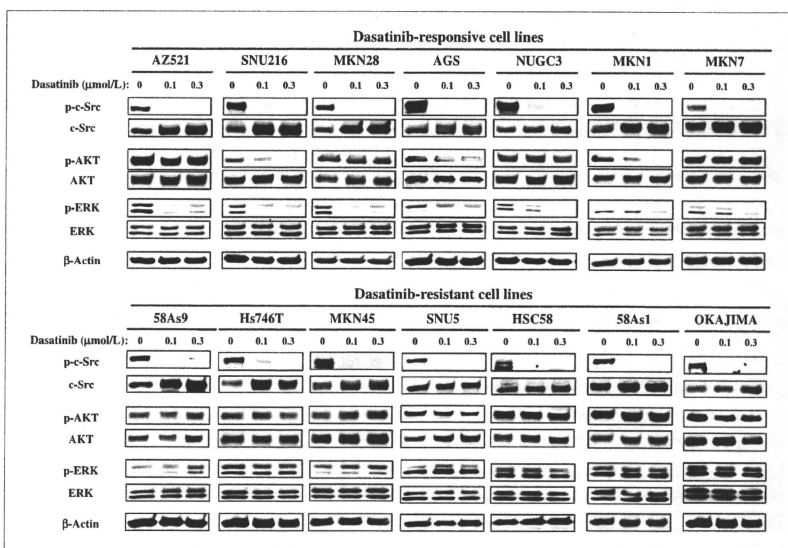 Dasatinib-responsive cell lines
AZ521 SNU216 MKN28 AGS NUGC3 MKN1 MKN7
Dasatinib (μmol/L): 0 0.1 0.3 0 0.1 0.3 0 0.1 0.3 0 0.1 0.3 0 0.1 0.3 0 0.1 0.3 0 0.1 0.3
p-c-Src
c-Src
p-AKT
AKT
p-ERK
ERK
β-Actin
Dasatinib-resistant cell lines
58As9 Hs746T MKN45 SNU5 HSC58 58As1 OKAJIMA
Dasatinib (μmol/L): 0 0.1 0.3 0 0.1 0.3 0 0.1 0.3 0 0.1 0.3 0 0.1 0.3 0 0.1 0.3 0 0.1 0.3
p-c-Src
c-Src
p-AKT
AKT
p-ERK
ERK
β-Actin